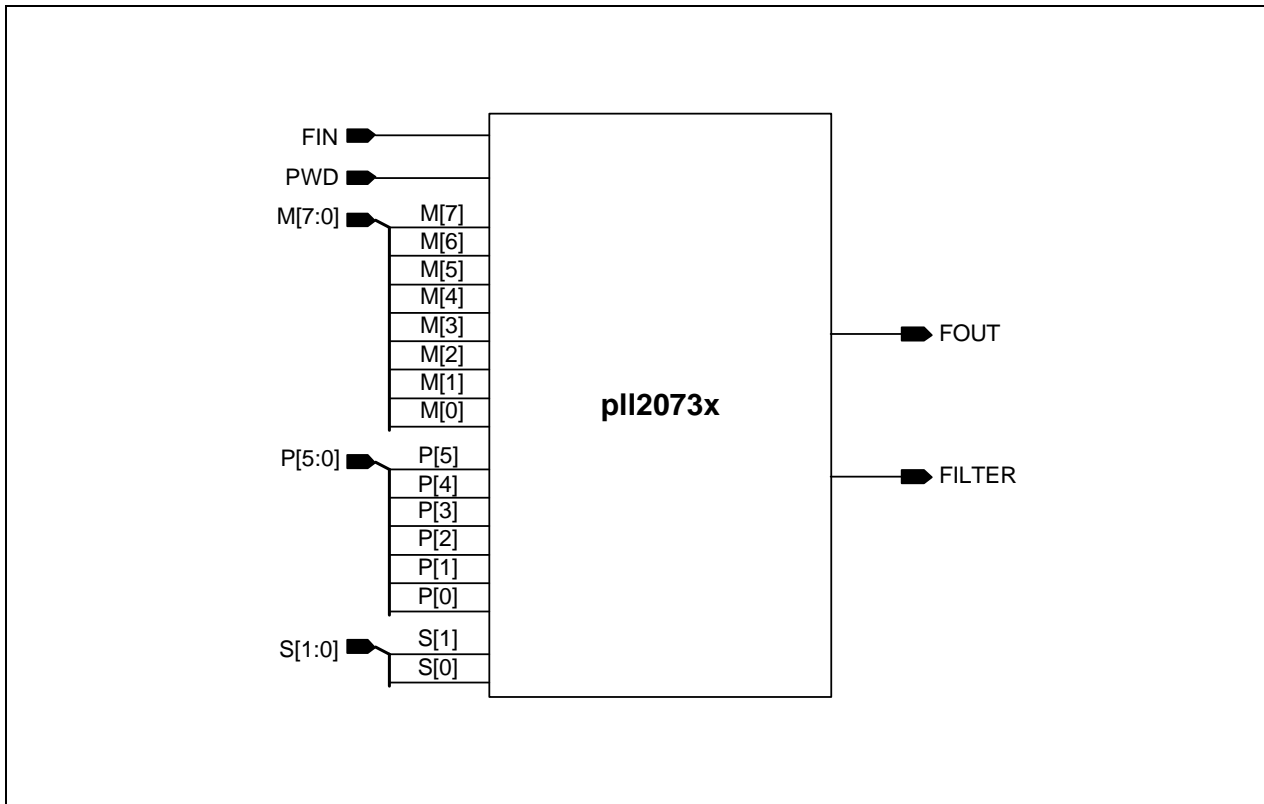 FIN
PWD
M[7:0]
M[7]
M[6]
M[5]
M[4]
M[3]
M[2]
M[1]
M[0]
P[5:0]
P[5]
P[4]
P[3]
P[2]
P[1]
P[0]
S[1:0]
S[1]
S[0]
pll2073x
FOUT
FILTER